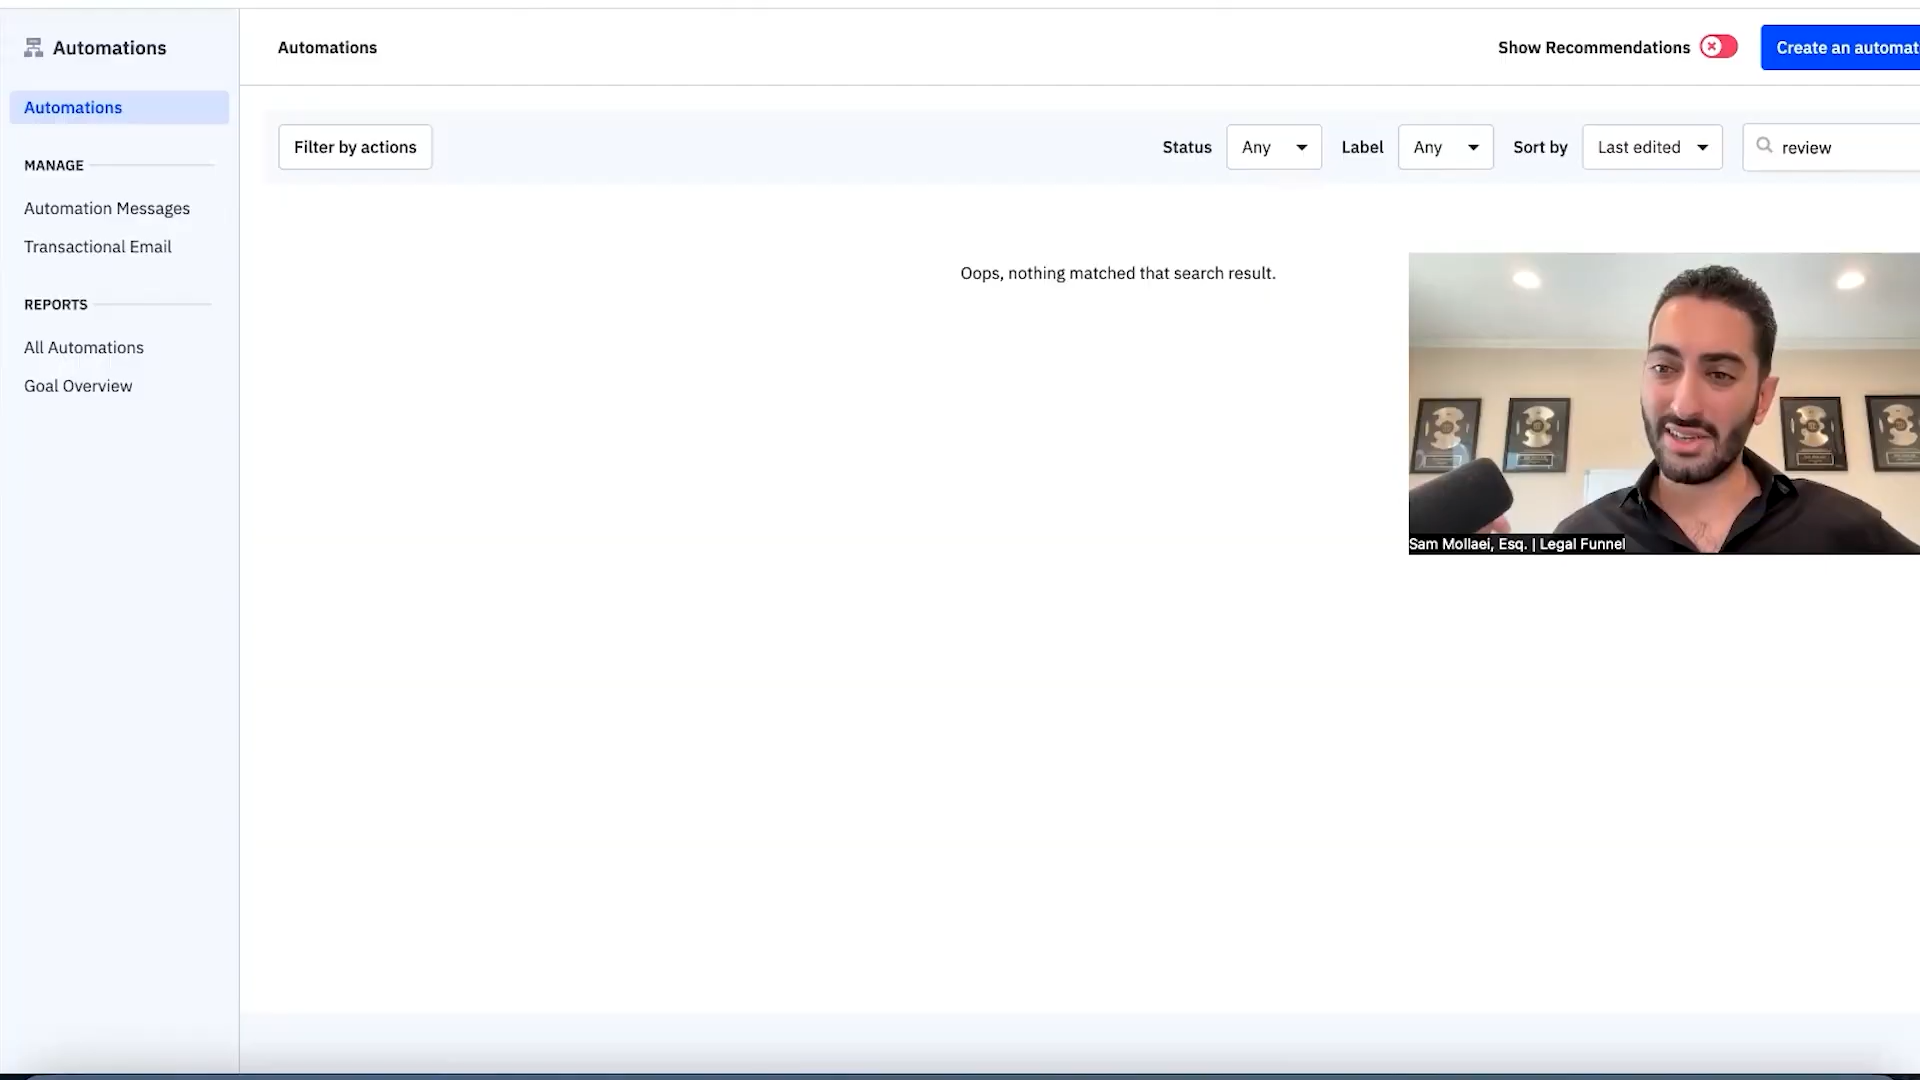 Automations
Automations
Show Recommendations
Create an automat
Automations
Filter by actions
Status
Any
Label
Any
Sort by
Last edited
review
MANAGE
Automation Messages
Transactional Email
Oops, nothing matched that search result.
REPORTS
All Automations
Goal Overview
Sam Mollaei, Esq. | Legal Funnel